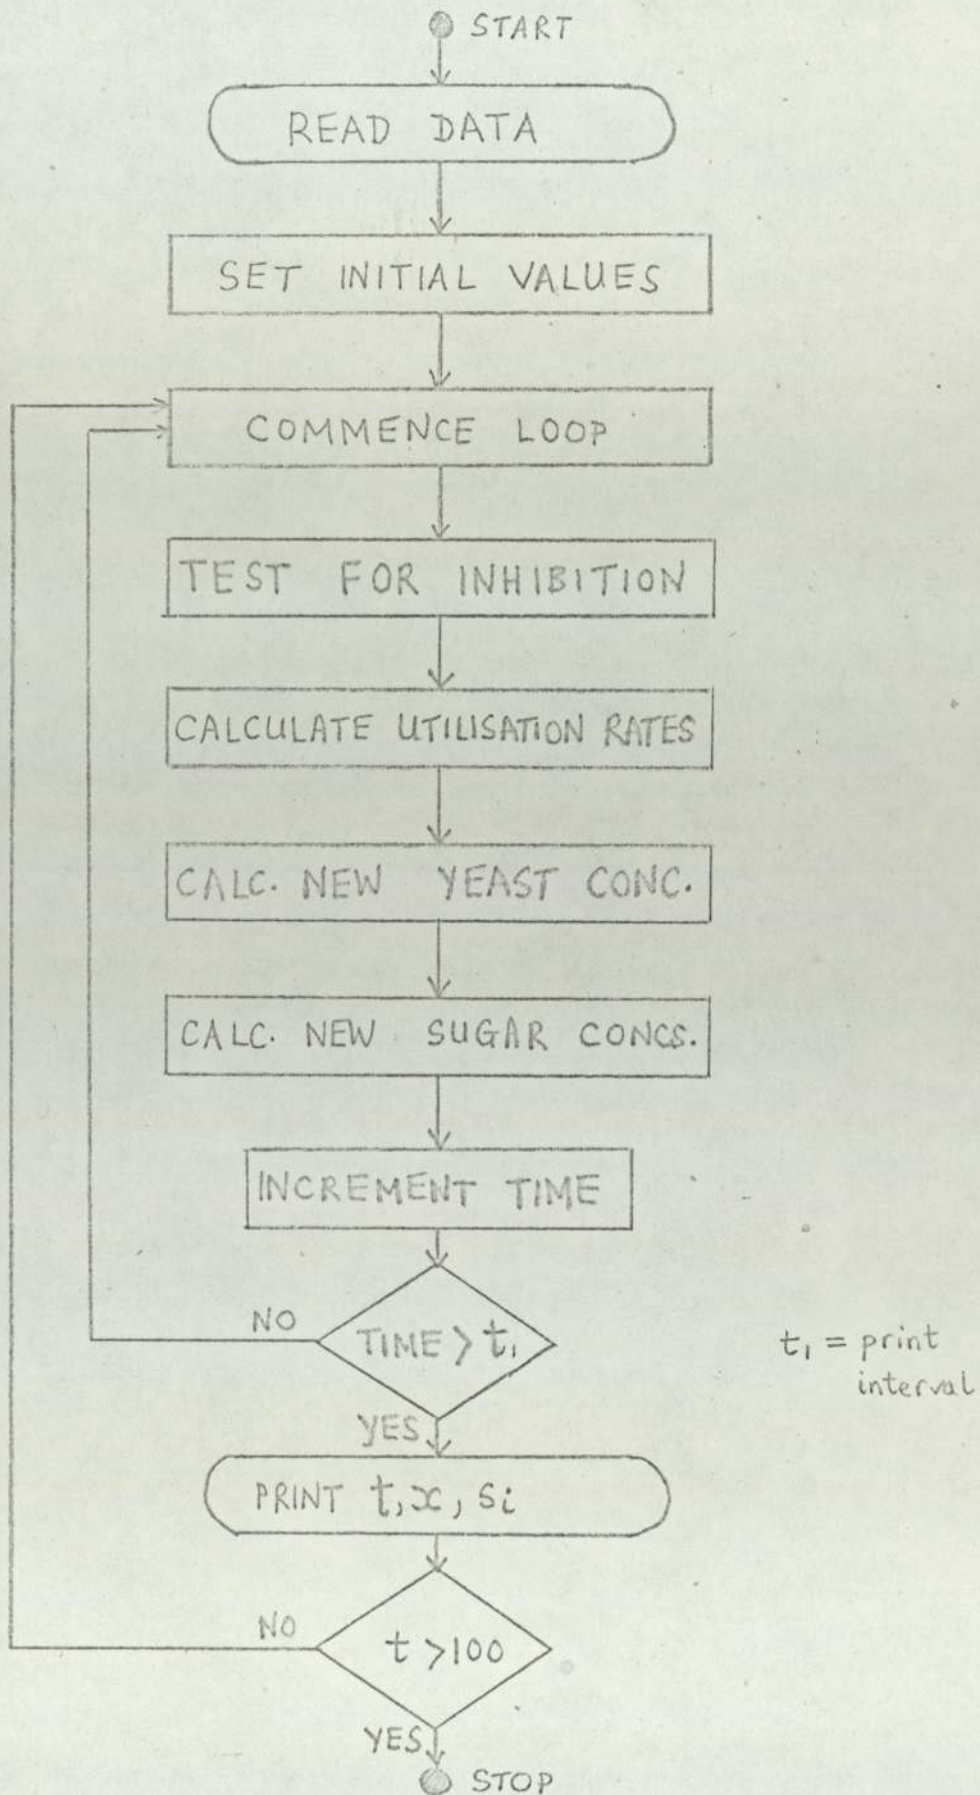 START
READ DATA
SET INITIAL VALUES
COMMENCE LOOP
TEST FOR INHIBITION
CALCULATE UTILISATION RATES
CALC. NEW YEAST CONC.
CALC. NEW SUGAR CONCS.
INCREMENT TIME
NO
TIME > t₁
t₁ = print
interval
YES
PRINT t, x, sᵢ
NO
t > 100
YES
STOP